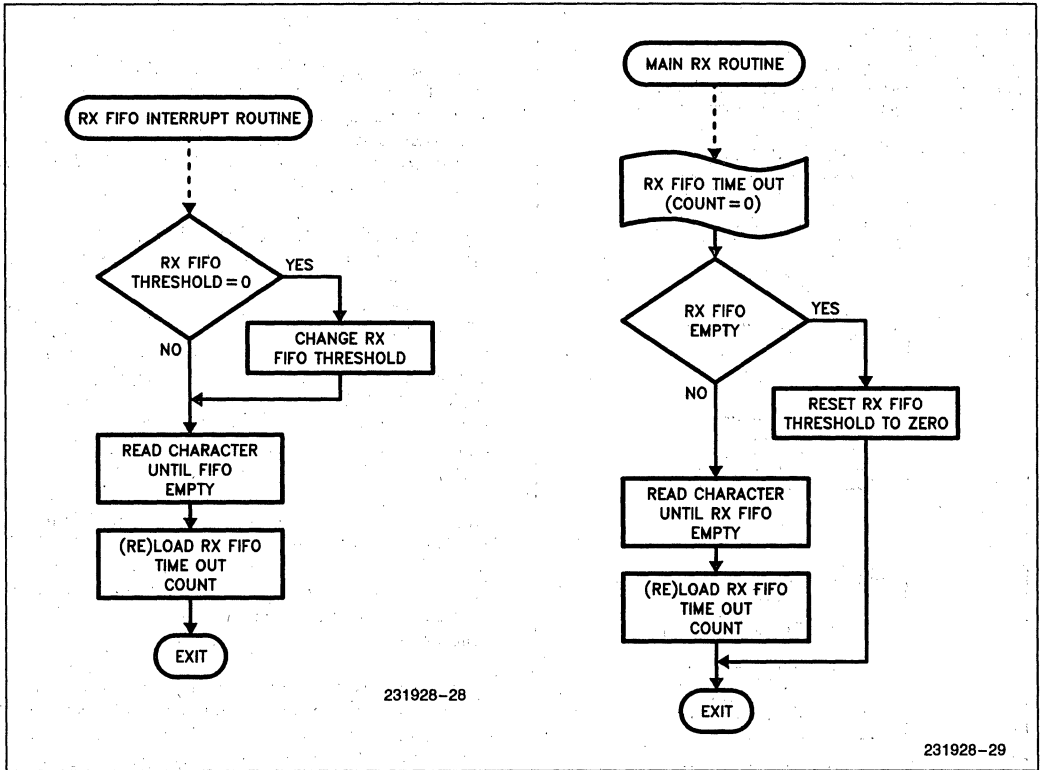 RX FIFO INTERRUPT ROUTINE
RX FIFO
THRESHOLD = 0
YES
NO
CHANGE RX
FIFO THRESHOLD
READ CHARACTER
UNTIL FIFO
EMPTY
(RE)LOAD RX FIFO
TIME OUT
COUNT
EXIT
231928-28
MAIN RX ROUTINE
RX FIFO TIME OUT
(COUNT = 0)
RX FIFO
EMPTY
YES
NO
RESET RX FIFO
THRESHOLD TO ZERO
READ CHARACTER
UNTIL RX FIFO
EMPTY
(RE)LOAD RX FIFO
TIME OUT
COUNT
EXIT
231928-29